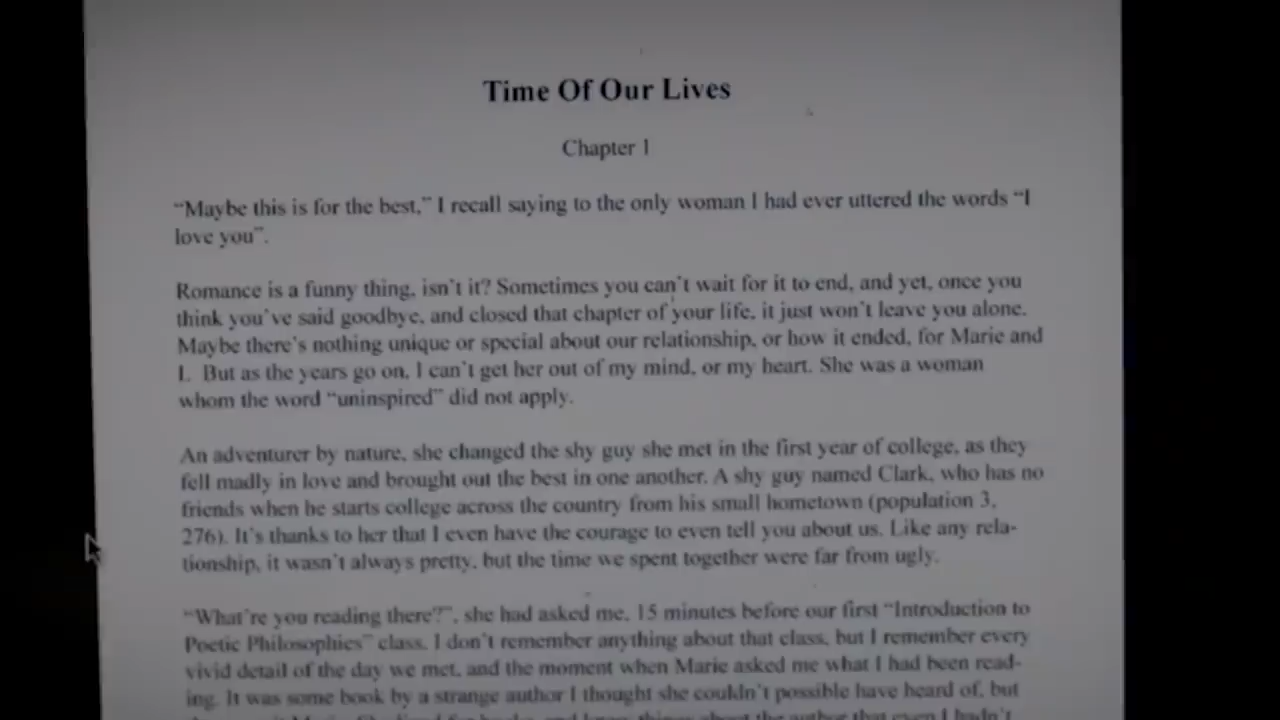 Time Of Our Lives
Chapter 1
“Maybe this is for the best,” I recall saying to the only woman I had ever uttered the words “I
love you”.
Romance is a funny thing, isn’t it? Sometimes you can’t wait for it to end, and yet, once you
think you’ve said goodbye, and closed that chapter of your life, it just won’t leave you alone.
Maybe there’s nothing unique or special about our relationship, or how it ended, for Marie and
I.  But as the years go on, I can’t get her out of my mind, or my heart. She was a woman
whom the word “uninspired” did not apply.
An adventurer by nature, she changed the shy guy she met in the first year of college, as they
fell madly in love and brought out the best in one another. A shy guy named Clark, who has no
friends when he starts college across the country from his small hometown (population 3,
276). It’s thanks to her that I even have the courage to even tell you about us. Like any rela-
tionship, it wasn’t always pretty, but the time we spent together were far from ugly.
“What’re you reading there?”, she had asked me, 15 minutes before our first “Introduction to
Poetic Philosophies” class. I don’t remember anything about that class, but I remember every
vivid detail of the day we met, and the moment when Marie asked me what I had been read-
ing. It was some book by a strange author I thought she couldn’t possible have heard of, but
things about the author that even I hadn’t